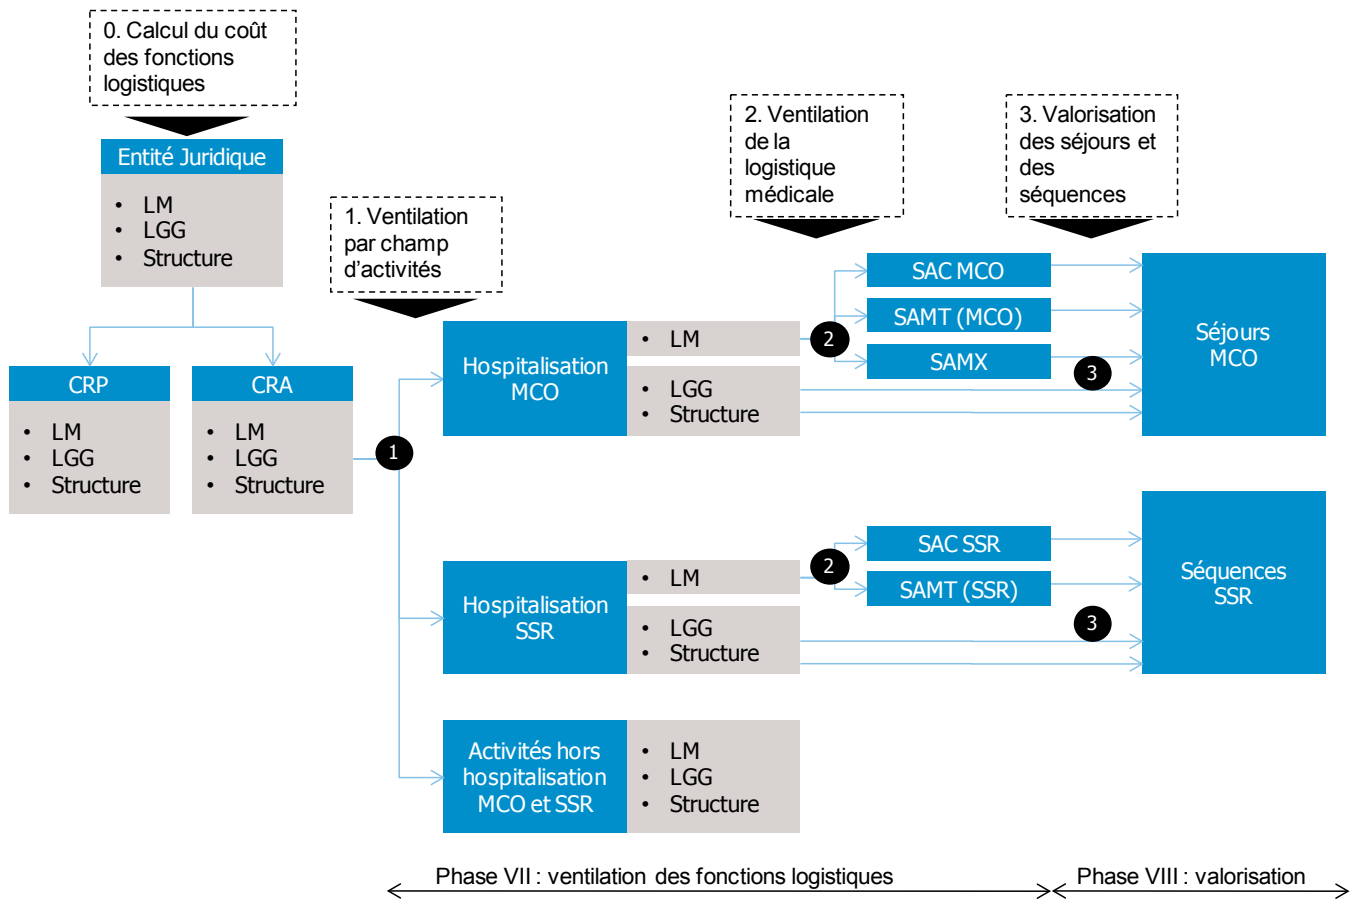 0. Calcul du coût
des fonctions
logistiques
Entité Juridique
• LM
• LGG
• Structure
CRP
• LM
• LGG
• Structure
CRA
• LM
• LGG
• Structure
1. Ventilation
par champ
d’activités
1
Hospitalisation
MCO
• LM
• LGG
• Structure
2. Ventilation
de la
logistique
médicale
2
SAC MCO
SAMT (MCO)
SAMX
3. Valorisation
des séjours et
des
séquences
3
Séjours
MCO
Hospitalisation
SSR
• LM
• LGG
• Structure
2
SAC SSR
SAMT (SSR)
3
Séquences
SSR
Activités hors
hospitalisation
MCO et SSR
• LM
• LGG
• Structure
Phase VII : ventilation des fonctions logistiques
Phase VIII : valorisation